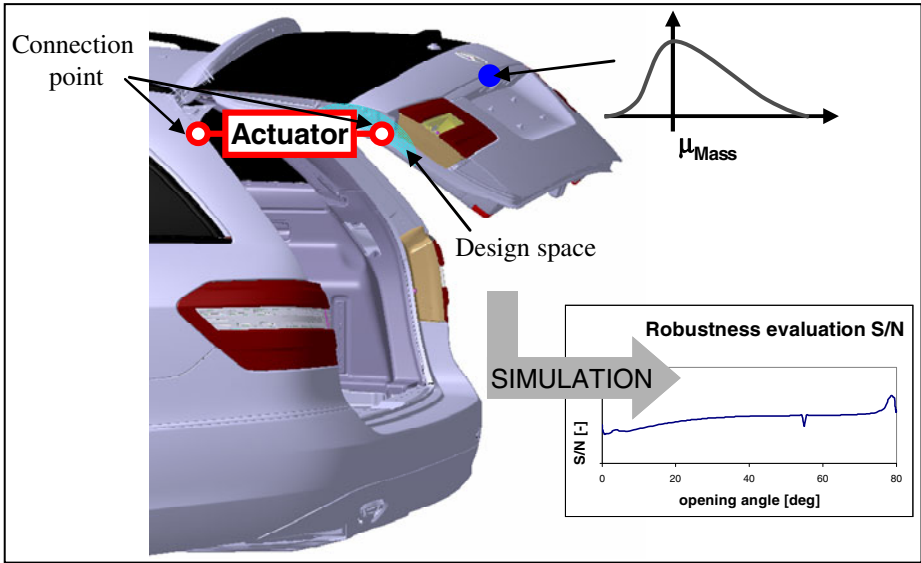 Connection
point
Actuator
μMass
Design space
SIMULATION
Robustness evaluation S/N
S/N [-]
0
20
40
60
80
opening angle [deg]